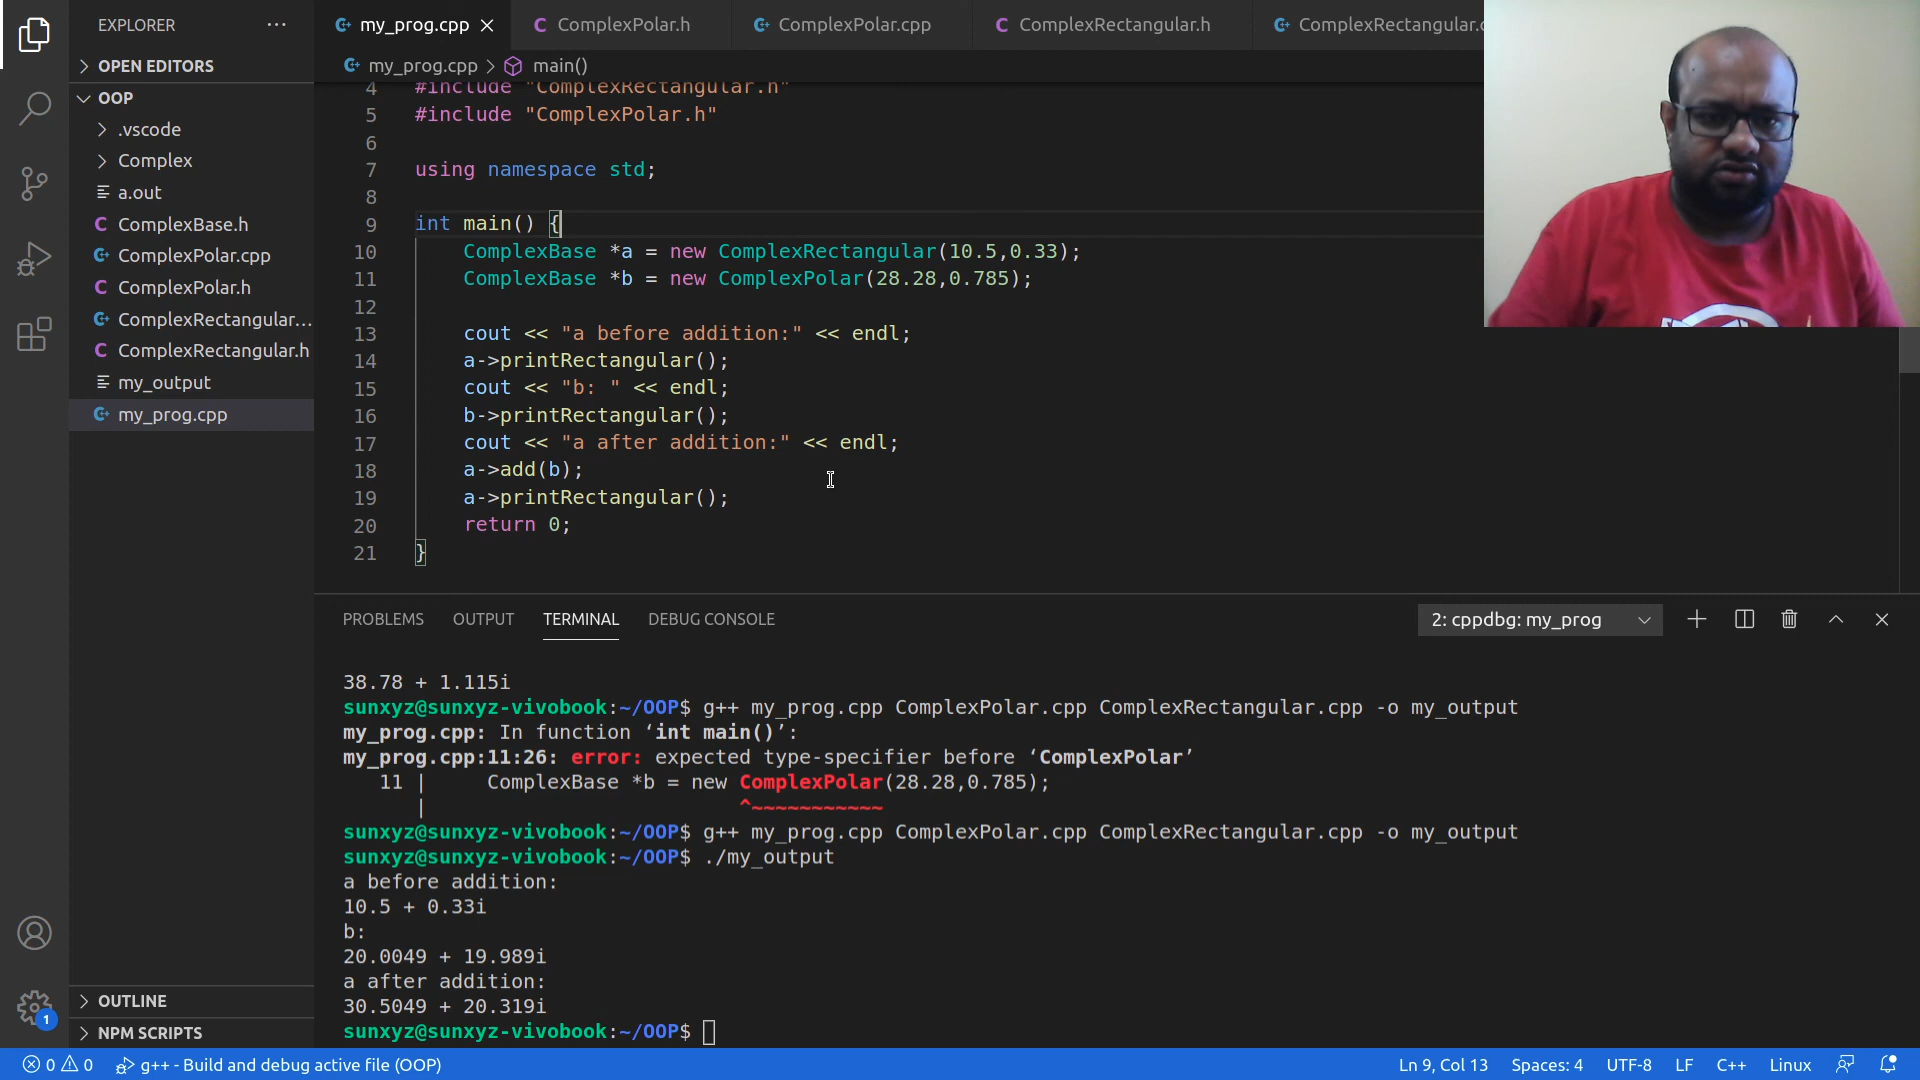 EXPLORER
OPEN EDITORS
OOP
.vscode
Complex
a.out
ComplexBase.h
ComplexPolar.cpp
ComplexPolar.h
ComplexRectangular...
ComplexRectangular.h
my_output
my_prog.cpp
OUTLINE
NPM SCRIPTS
my_prog.cpp ComplexPolar.h ComplexPolar.cpp ComplexRectangular.h ComplexRectangular.c
my_prog.cpp > main()
4 #include "ComplexRectangular.h"
5 #include "ComplexPolar.h"
6
7 using namespace std;
8
9 int main() {
10 ComplexBase *a = new ComplexRectangular(10.5,0.33);
11 ComplexBase *b = new ComplexPolar(28.28,0.785);
12
13 cout << "a before addition:" << endl;
14 a->printRectangular();
15 cout << "b: " << endl;
16 b->printRectangular();
17 cout << "a after addition:" << endl;
18 a->add(b);
19 a->printRectangular();
20 return 0;
21 }
PROBLEMS OUTPUT TERMINAL DEBUG CONSOLE 2: cppdbg: my_prog
38.78 + 1.115i
sunxyz@sunxyz-vivobook:~/OOP$ g++ my_prog.cpp ComplexPolar.cpp ComplexRectangular.cpp -o my_output
my_prog.cpp: In function ‘int main()’:
my_prog.cpp:11:26: error: expected type-specifier before ‘ComplexPolar’
11 | ComplexBase *b = new ComplexPolar(28.28,0.785);
| ^~~~~~~~~~~~
sunxyz@sunxyz-vivobook:~/OOP$ g++ my_prog.cpp ComplexPolar.cpp ComplexRectangular.cpp -o my_output
sunxyz@sunxyz-vivobook:~/OOP$ ./my_output
a before addition:
10.5 + 0.33i
b:
20.0049 + 19.989i
a after addition:
30.5049 + 20.319i
sunxyz@sunxyz-vivobook:~/OOP$
1
0 0 g++ - Build and debug active file (OOP) Ln 9, Col 13 Spaces: 4 UTF-8 LF C++ Linux